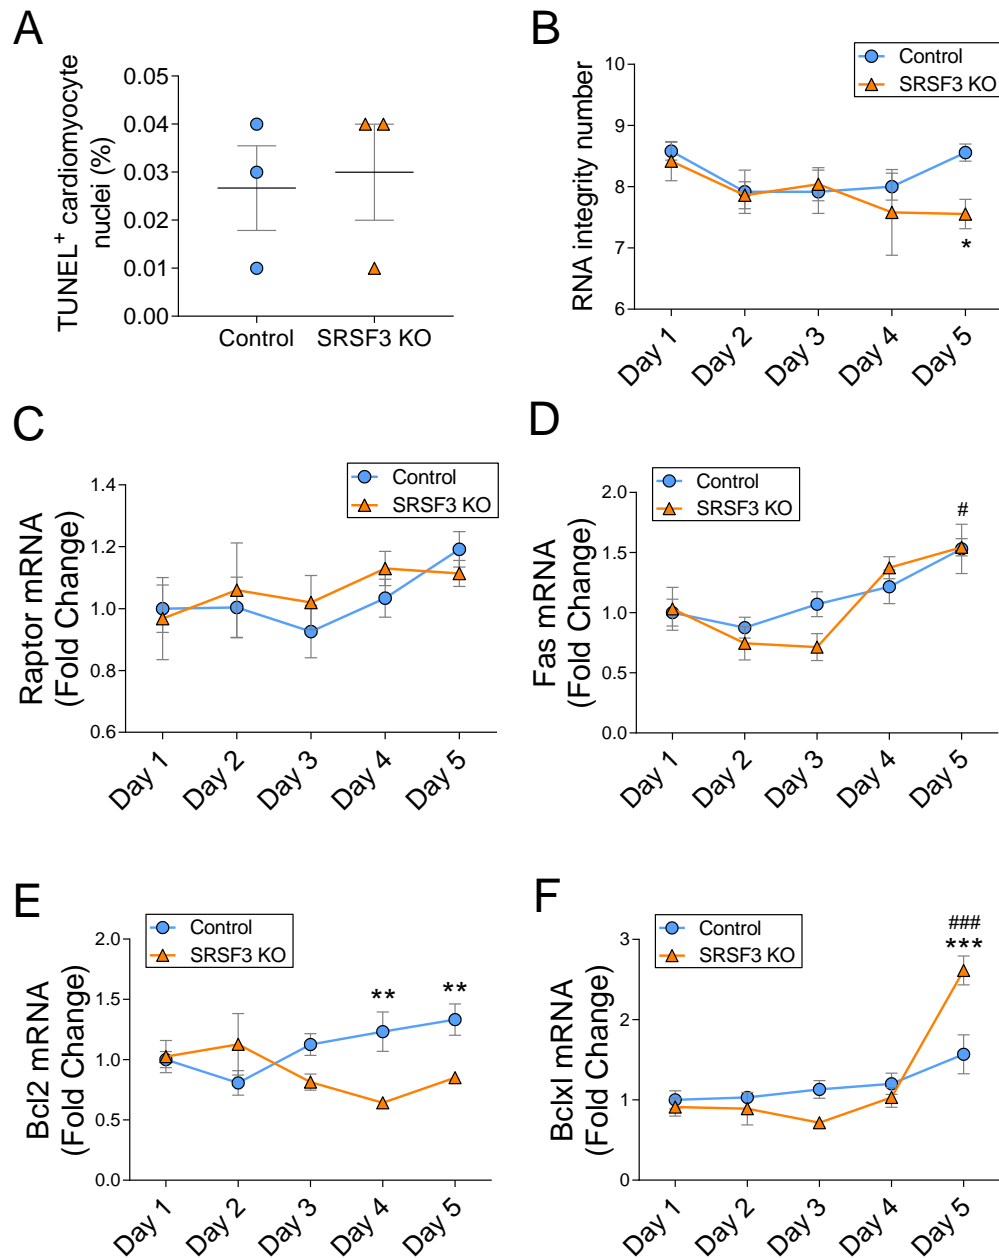 A
TUNEL+ cardiomyocyte
nuclei (%)
0.05
0.04
0.03
0.02
0.01
0.00
Control
SRSF3 KO
B
Control
SRSF3 KO
RNA integrity number
10
9
8
7
6
*
Day 1
Day 2
Day 3
Day 4
Day 5
C
Control
SRSF3 KO
Raptor mRNA
(Fold Change)
1.4
1.2
1.0
0.8
0.6
Day 1
Day 2
Day 3
Day 4
Day 5
D
Control
SRSF3 KO
Fas mRNA
(Fold Change)
2.0
1.5
1.0
0.5
0.0
#
Day 1
Day 2
Day 3
Day 4
Day 5
E
Control
SRSF3 KO
Bcl2 mRNA
(Fold Change)
2.0
1.5
1.0
0.5
0.0
**
**
Day 1
Day 2
Day 3
Day 4
Day 5
F
Control
SRSF3 KO
Bclxl mRNA
(Fold Change)
3
2
1
0
###
***
Day 1
Day 2
Day 3
Day 4
Day 5